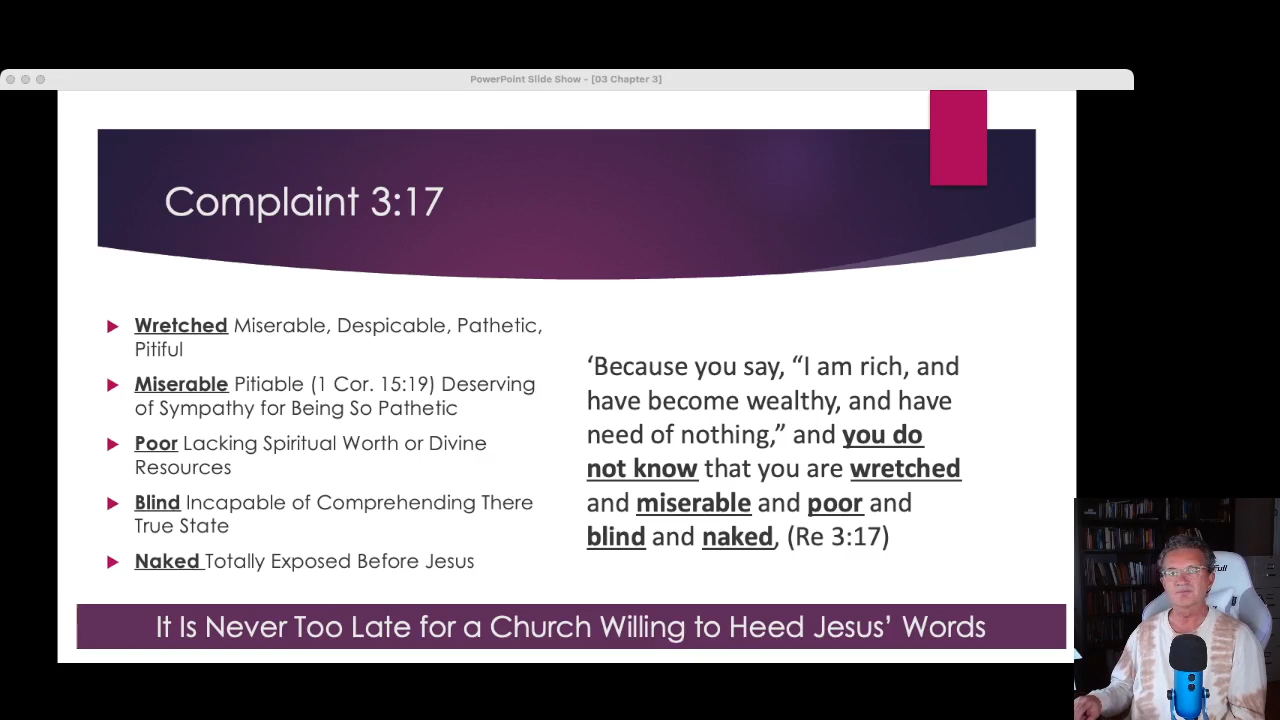 PowerPoint Slide Show - [03 Chapter 3]
Complaint 3:17
Wretched Miserable, Despicable, Pathetic,
Pitiful
Miserable Pitiable (1 Cor. 15:19) Deserving
of Sympathy for Being So Pathetic
Poor Lacking Spiritual Worth or Divine
Resources
Blind Incapable of Comprehending There
True State
Naked Totally Exposed Before Jesus
‘Because you say, “I am rich, and
have become wealthy, and have
need of nothing,” and you do
not know that you are wretched
and miserable and poor and
blind and naked, (Re 3:17)
It Is Never Too Late for a Church Willing to Heed Jesus’ Words